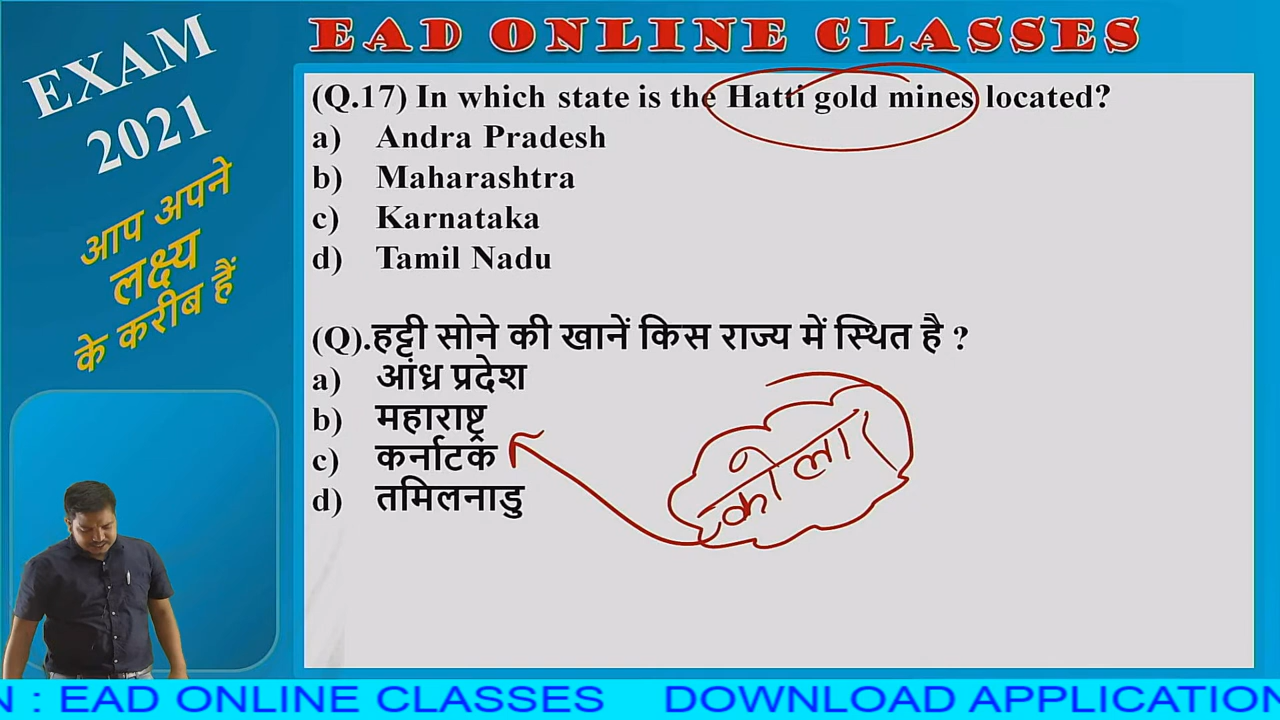 EXAM
2021
आप अपने
लक्ष्य
के करीब हैं
EAD ONLINE CLASSES
(Q.17) In which state is the Hatti gold mines located?
a) Andra Pradesh
b) Maharashtra
c) Karnataka
d) Tamil Nadu
(Q).हट्टी सोने की खानें किस राज्य में स्थित है ?
a) आंध्र प्रदेश
b) महाराष्ट्र
c) कर्नाटक
d) तमिलनाडु
कोलार
N : EAD ONLINE CLASSES DOWNLOAD APPLICATION